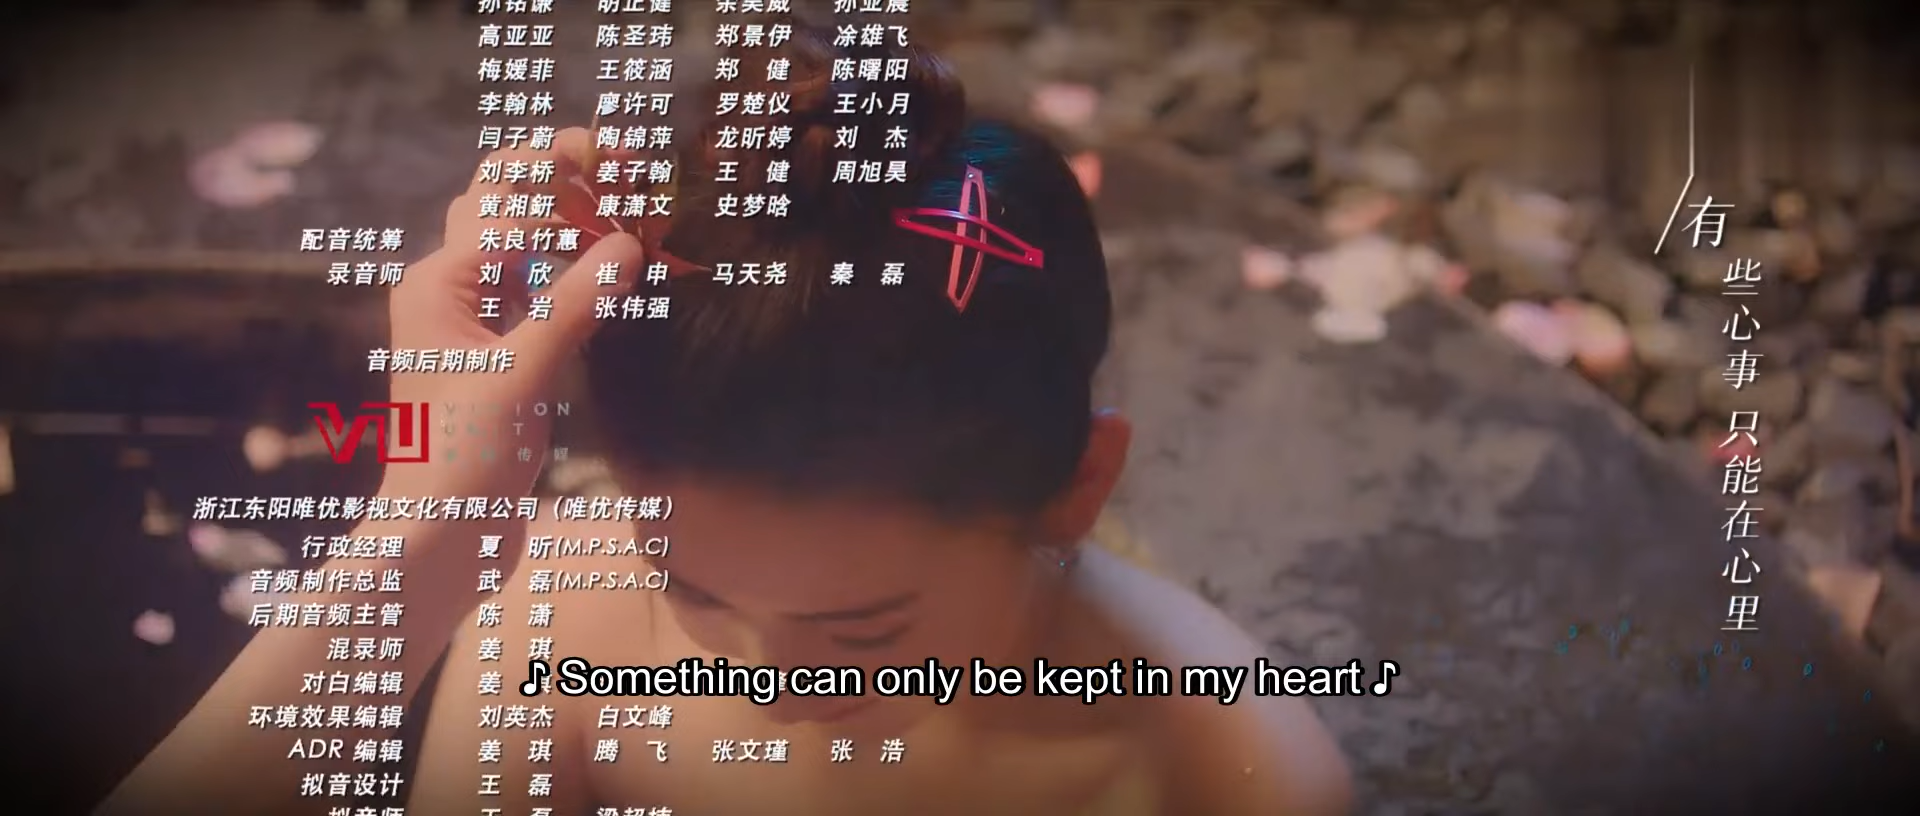 高亚亚 陈圣玮 郑景伊 凃雄飞
梅媛菲 王筱涵 郑 健 陈曙阳
李翰林 廖许可 罗楚仪 王小月
闫子蔚 陶锦萍 龙昕婷 刘 杰
刘李桥 姜子翰 王 健 周旭昊
黄湘鈃 康潇文 史梦晗
配音统筹 朱良竹蕙
录音师 刘 欣 崔 申 马天尧 秦 磊
王 岩 张伟强
音频后期制作
VU VISION
UNIT
传媒
浙江东阳唯优影视文化有限公司（唯优传媒）
行政经理 夏 昕(M.P.S.A.C)
音频制作总监 武 磊(M.P.S.A.C)
后期音频主管 陈 潇
混录师 姜 琪
对白编辑 姜
♪Something can only be kept in my heart♪
环境效果编辑 刘英杰 白文峰
ADR 编辑 姜 琪 腾 飞 张文瑾 张 浩
拟音设计 王 磊
有些心事 只能在心里